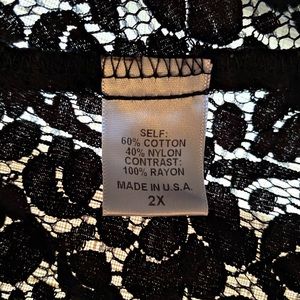 SELF:
60% COTTON
40% NYLON
CONTRAST:
100% RAYON
MADE IN U.S.A.
2X